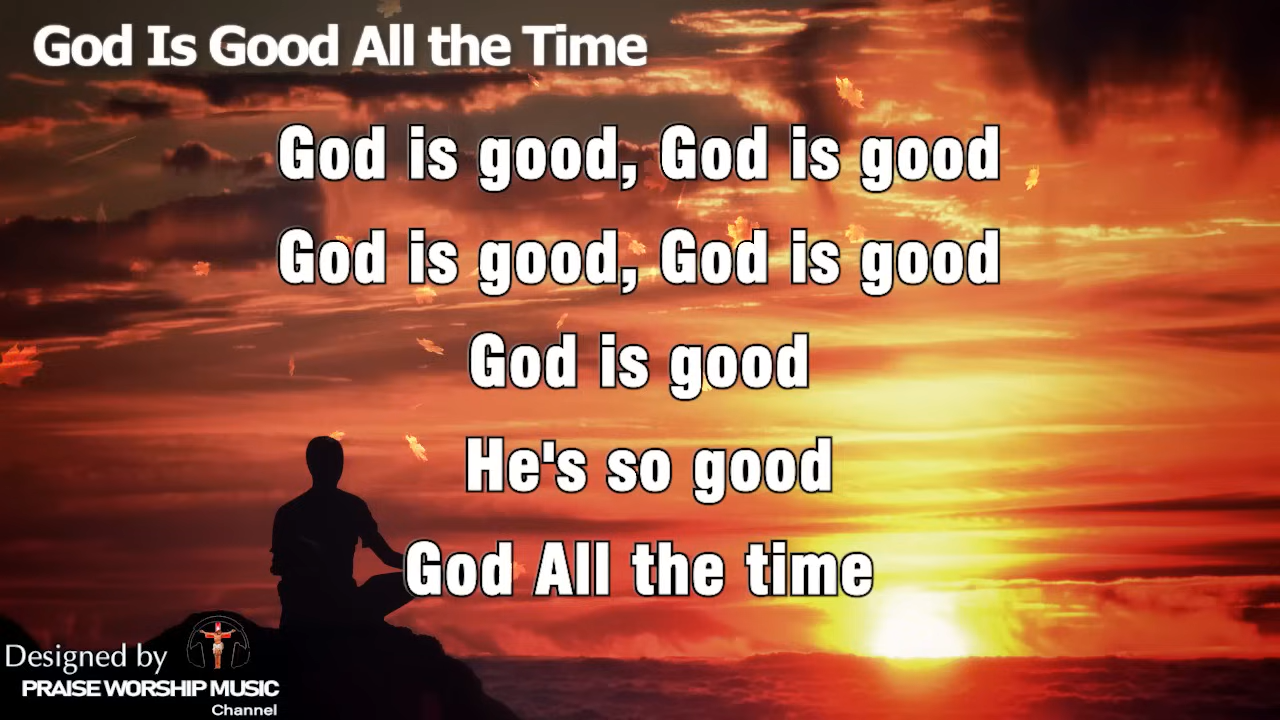 God Is Good All the Time
God is good, God is good
God is good, God is good
God is good
He's so good
God All the time
Designed by
PRAISE WORSHIP MUSIC
Channel